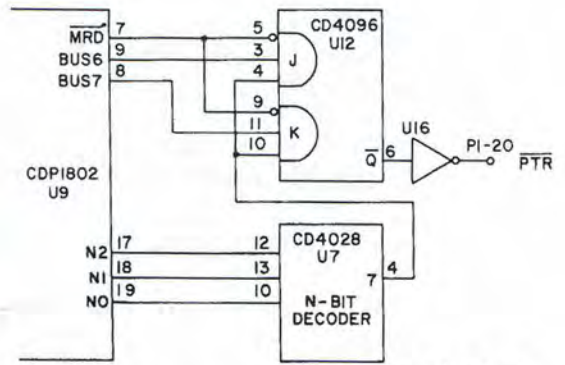 MRD 7
BUS6 9
BUS7 8
CDP1802
U9
N2 17
N1 18
N0 19
5
3
4
J
9
11
10
K
CD4096
U12
Q 6
U16
P1-20
PTR
12
13
10
CD4028
U7
7 4
N-BIT
DECODER